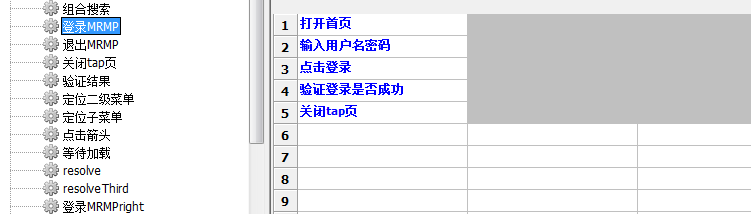 组合搜索
登录MRMP
退出MRMP
关闭tap页
验证结果
定位二级菜单
定位子菜单
点击箭头
等待加载
resolve
resolveThird
登录MRMPright
1 打开首页
2 输入用户名密码
3 点击登录
4 验证登录是否成功
5 关闭tap页
6
7
8
9